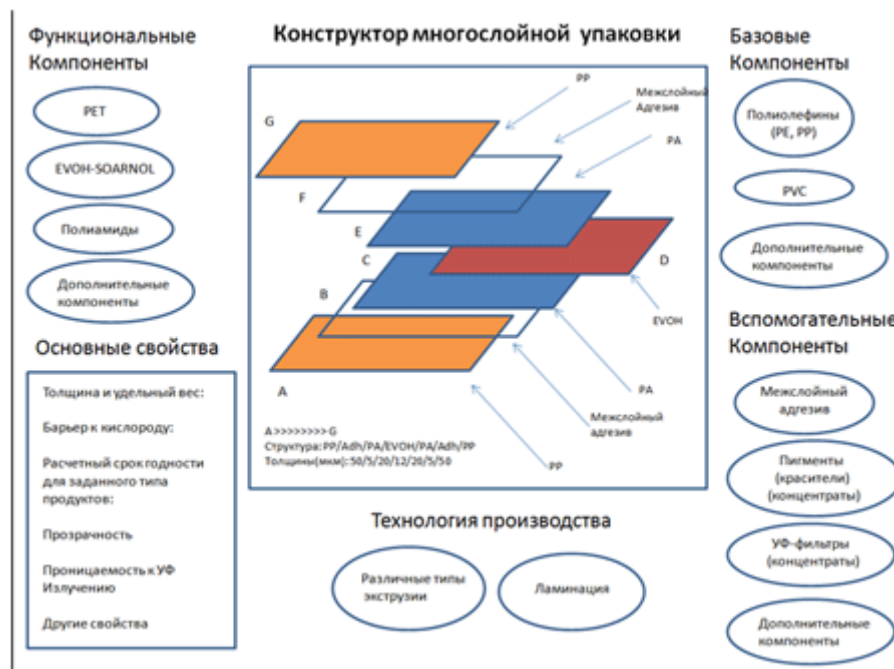 Функциональные
Компоненты
PET
EVOH-SOARNOL
Полиамиды
Дополнительные
компоненты
Основные свойства
Толщина и удельный вес:
Барьер к кислороду:
Расчетный срок годности
для заданного типа
продуктов:
Прозрачность
Проницаемость к УФ
Излучению
Другие свойства
Конструктор многослойной упаковки
PP
Межслойный
Адгезив
PA
G
F
E
C
D
B
EVOH
A
PA
Межслойный
адгезив
PP
A >>>>>>>> G
Структура: PP/Adh/PA/EVOH/PA/Adh/PP
Толщины(мкм): 50/5/20/12/20/5/50
Технология производства
Различные типы
экструзии
Ламинация
Базовые
Компоненты
Полиолефины
(PE, PP)
PVC
Дополнительные
компоненты
Вспомогательные
Компоненты
Межслойный
адгезив
Пигменты
(красители)
(концентраты)
УФ-фильтры
(концентраты)
Дополнительные
компоненты